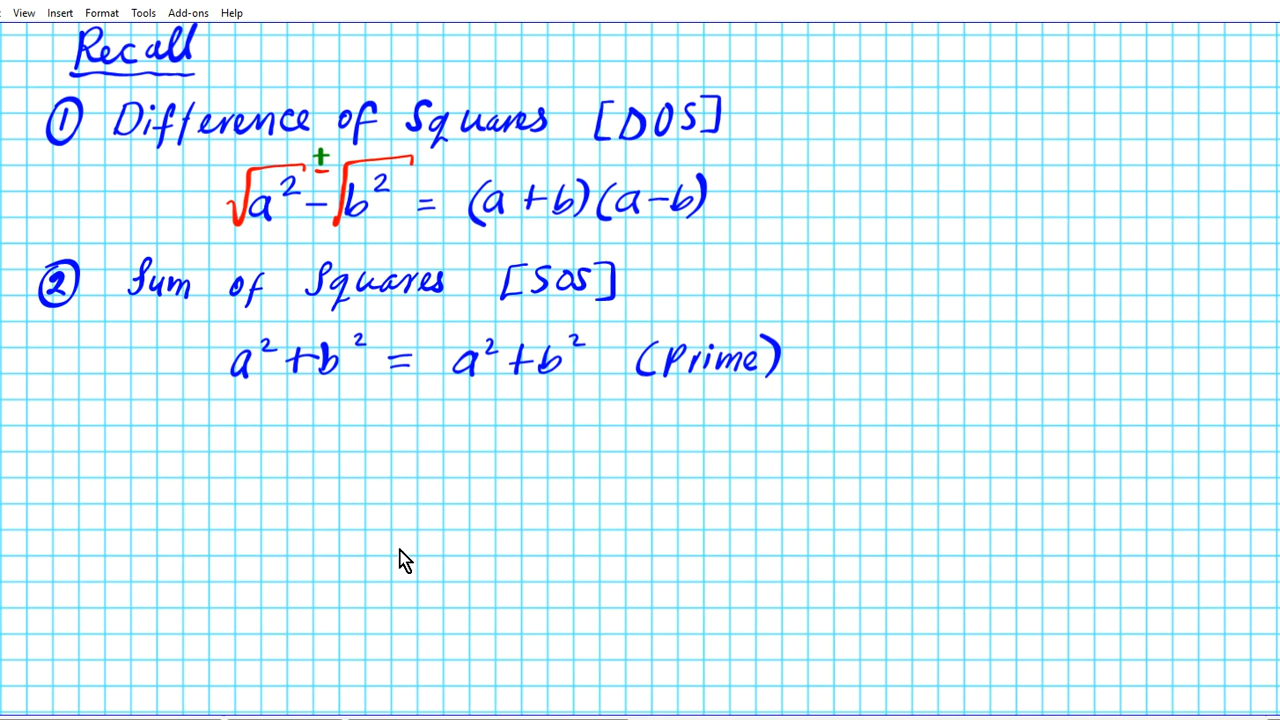 View Insert Format Tools Add-ons Help
Recall
① Difference of Squares [DOS]
±
√a² - √b² = (a+b)(a-b)
② Sum of Squares [SOS]
a² + b² = a² + b² (Prime)